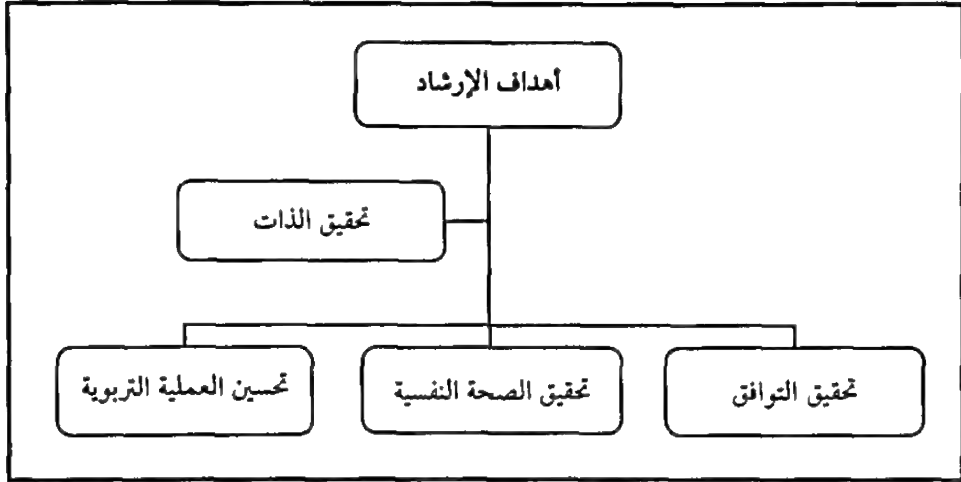 أهداف الإرشاد
تحقيق الذات
تحقيق التوافق
تحقيق الصحة النفسية
تحسين العملية التربوية